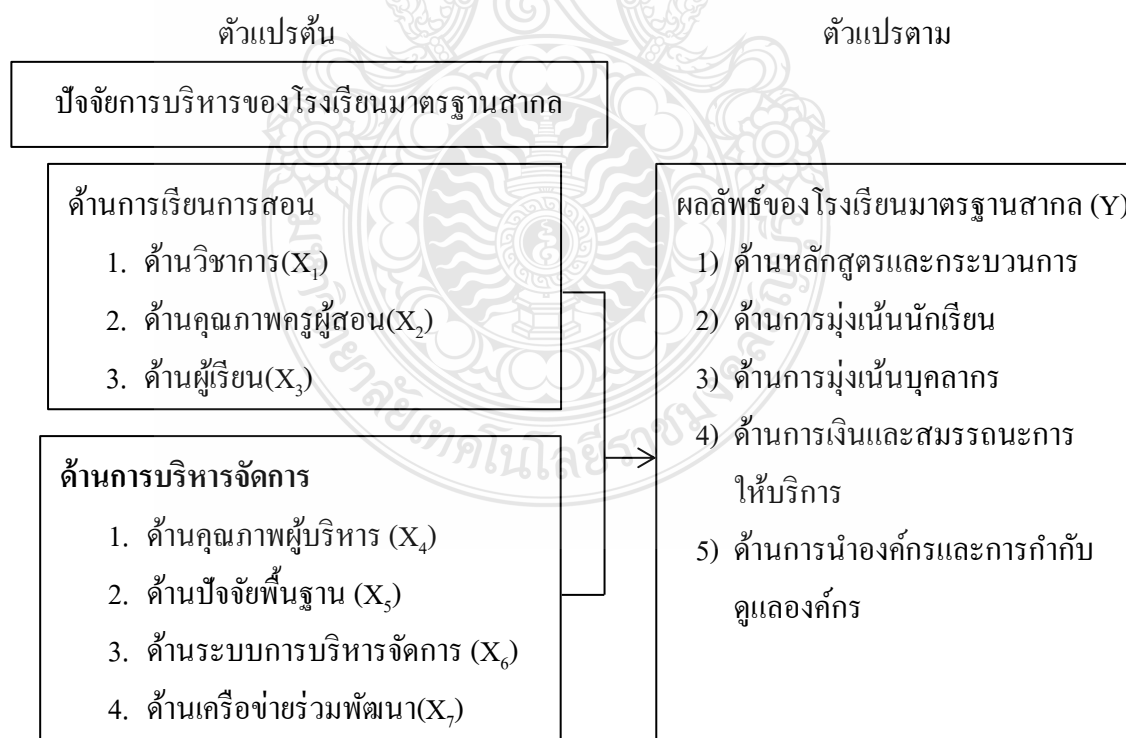 ตัวแปรต้น
ตัวแปรตาม
ปัจจัยการบริหารของโรงเรียนมาตรฐานสากล
ด้านการเรียนการสอน
1. ด้านวิชาการ(X₁)
2. ด้านคุณภาพครูผู้สอน(X₂)
3. ด้านผู้เรียน(X₃)
ด้านการบริหารจัดการ
1. ด้านคุณภาพผู้บริหาร (X₄)
2. ด้านปัจจัยพื้นฐาน (X₅)
3. ด้านระบบการบริหารจัดการ (X₆)
4. ด้านเครือข่ายร่วมพัฒนา(X₇)
ผลลัพธ์ของโรงเรียนมาตรฐานสากล (Y)
1) ด้านหลักสูตรและกระบวนการ
2) ด้านการมุ่งเน้นนักเรียน
3) ด้านการมุ่งเน้นบุคลากร
4) ด้านการเงินและสมรรถนะการ
ให้บริการ
5) ด้านการนำองค์กรและการกำกับ
ดูแลองค์กร